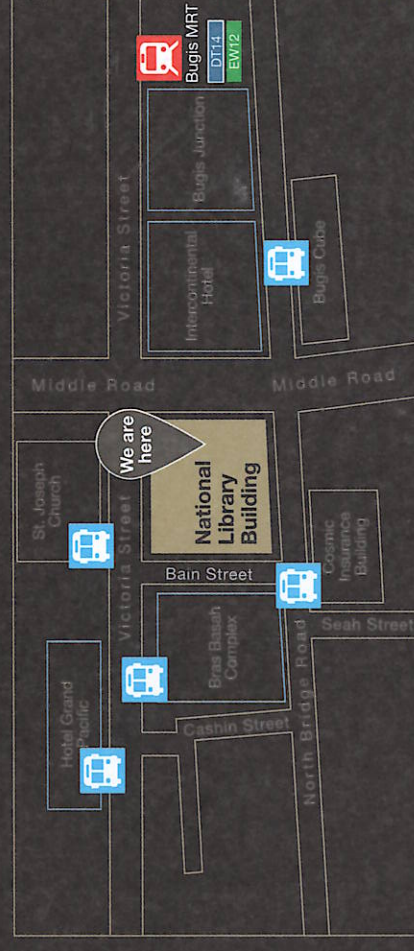 Bugis MRT
DT14
EW12
Victoria Street
Bugis Junction
Intercontinental
Hotel
Bugis Cube
Middle Road
Middle Road
We are
here
St. Joseph
Church
National
Library
Building
Victoria Street
Bain Street
Cosmic
Insurance
Building
Bras Basah
Complex
Seah Street
Hotel Grand
Pacific
Cashin Street
North Bridge Road